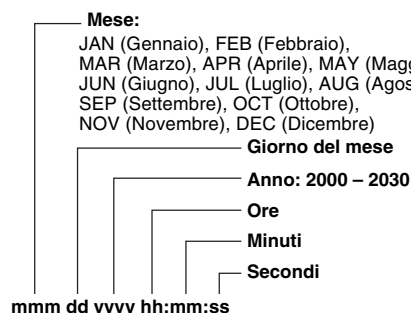 Mese:
JAN (Gennaio), FEB (Febbraio),
MAR (Marzo), APR (Aprile), MAY
JUN (Giugno), JUL (Luglio), AUG
SEP (Settembre), OCT (Ottobre),
NOV (Novembre), DEC (Dicembre)
Giorno del mese
Anno: 2000 – 2030
Ore
Minuti
Secondi
mmm dd yyyy hh:mm:ss